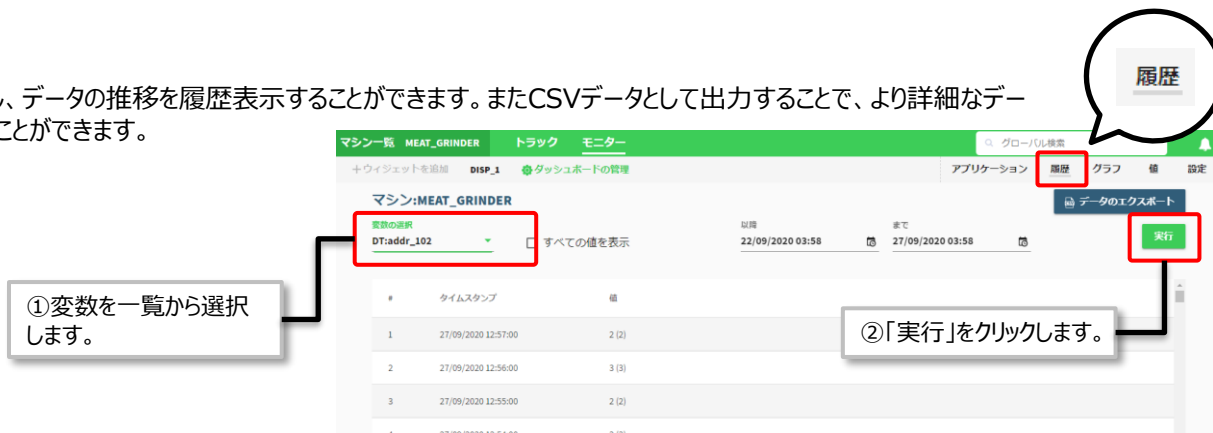 履歴
、データの推移を履歴表示することができます。またCSVデータとして出力することで、より詳細なデー
ことができます。
マシン一覧 MEAT_GRINDER トラック モニター グローバル検索
+ウィジェットを追加 DISP_1 ダッシュボードの管理 アプリケーション 履歴 グラフ 値 設定
マシン:MEAT_GRINDER データのエクスポート
変数の選択 以降 まで
DT:addr_102 すべての値を表示 22/09/2020 03:58 27/09/2020 03:58 実行
①変数を一覧から選択
します。
# タイムスタンプ 値
②「実行」をクリックします。
1 27/09/2020 12:57:00 2 (2)
2 27/09/2020 12:56:00 3 (3)
3 27/09/2020 12:55:00 2 (2)